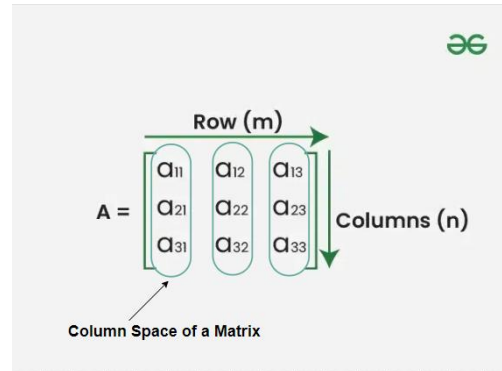 Row (m)
a11 a12 a13
A = a21 a22 a23
Columns (n)
a31 a32 a33
Column Space of a Matrix